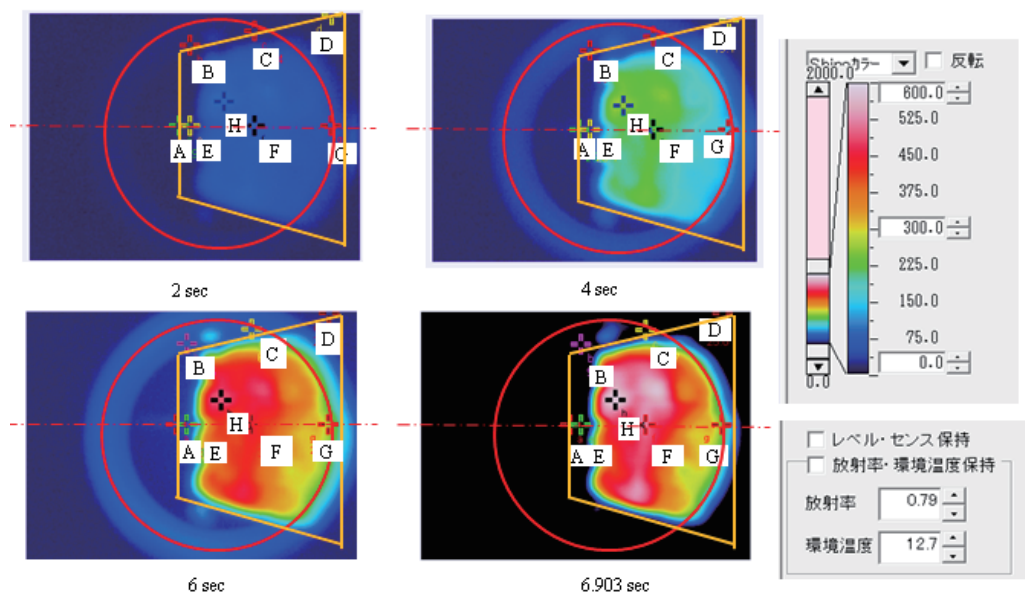 B C D
A E H F G
2 sec
B C D
A E H F G
4 sec
B C D
A E H F G
6 sec
B C D
A E H F G
6.903 sec
カラー 反転
2000.0
600.0
525.0
450.0
375.0
300.0
225.0
150.0
75.0
0.0
0.0
レベル・センス保持
放射率・環境温度保持
放射率 0.79
環境温度 12.7